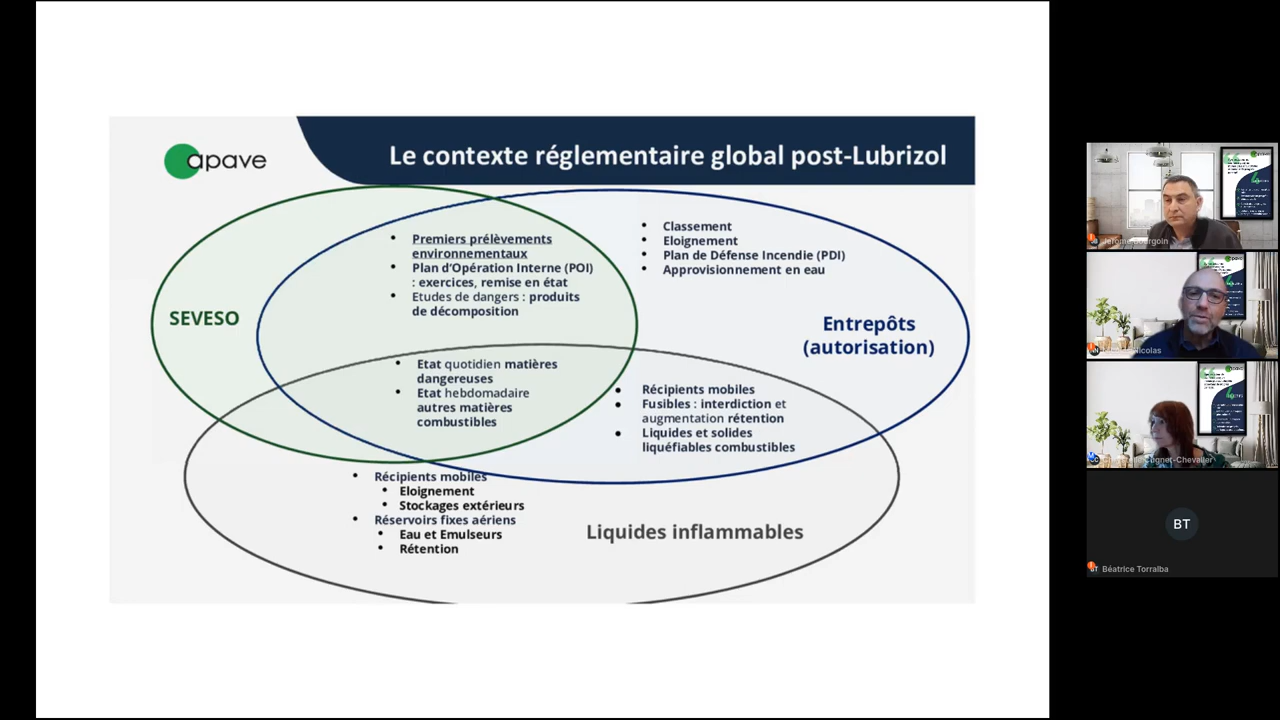 apave
Le contexte réglementaire global post-Lubrizol
• Premiers prélèvements
environnementaux
• Plan d'Opération Interne (POI)
: exercices, remise en état
• Etudes de dangers : produits
de décomposition
• Classement
• Eloignement
• Plan de Défense Incendie (PDI)
• Approvisionnement en eau
SEVESO
Entrepôts
(autorisation)
• Etat quotidien matières
dangereuses
• Etat hebdomadaire
autres matières
combustibles
• Récipients mobiles
• Fusibles : interdiction et
augmentation rétention
• Liquides et solides
liquéfiables combustibles
• Récipients mobiles
• Eloignement
• Stockages extérieurs
• Réservoirs fixes aériens
• Eau et Emulseurs
• Rétention
Liquides inflammables
Bourgoin
Nicolas
BT
Béatrice Torralba